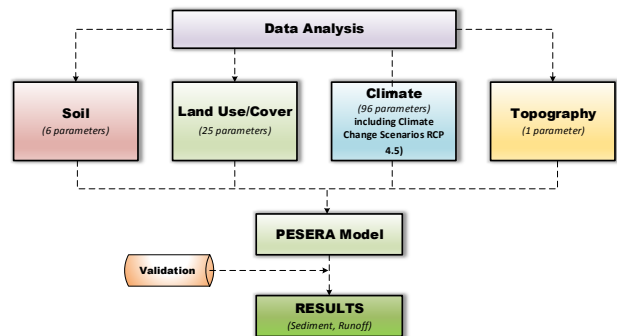 Data Analysis
Soil
(6 parameters)
Land Use/Cover
(25 parameters)
Climate
(96 parameters)
including Climate
Change Scenarios RCP
4.5)
Topography
(1 parameter)
PESERA Model
Validation
RESULTS
(Sediment, Runoff)